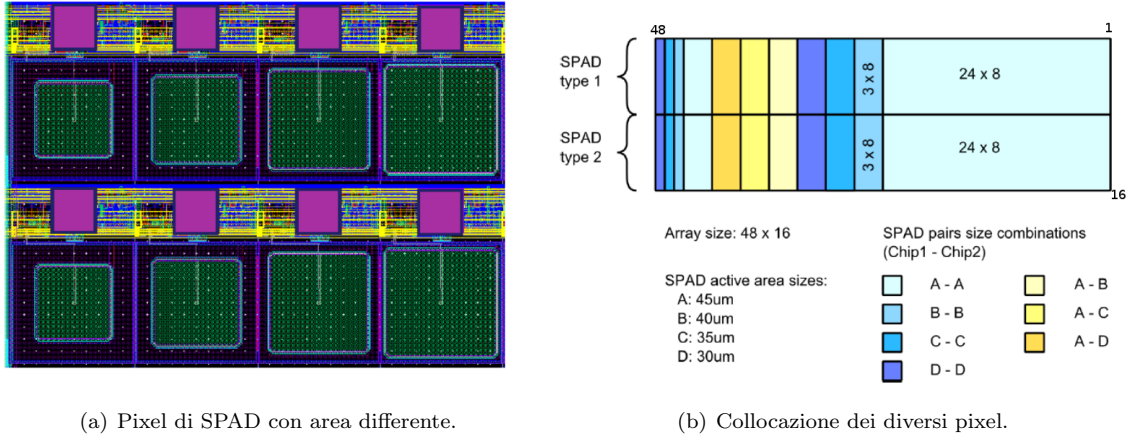 48
1
SPAD
type 1
3 x 8
24 x 8
SPAD
type 2
3 x 8
24 x 8
16
Array size: 48 x 16
SPAD active area sizes:
A: 45um
B: 40um
C: 35um
D: 30um
SPAD pairs size combinations
(Chip1 - Chip2)
A - A
B - B
C - C
D - D
A - B
A - C
A - D
(a) Pixel di SPAD con area differente.
(b) Collocazione dei diversi pixel.